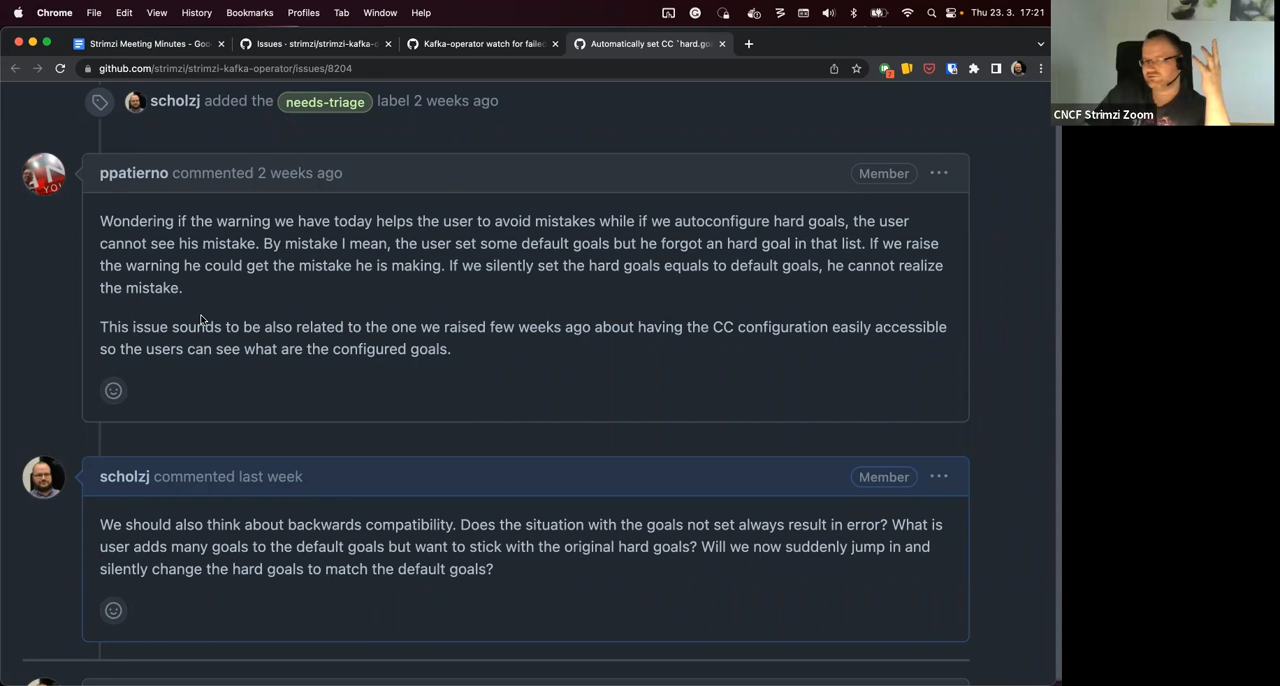 Chrome File Edit View History Bookmarks Profiles Tab Window Help Thu 23. 3. 17:21
Strimzi Meeting Minutes - Goo Issues · strimzi/strimzi-kafka-o Kafka-operator watch for failed Automatically set CC `hard.goa
github.com/strimzi/strimzi-kafka-operator/issues/8204
CNCF Strimzi Zoom
scholzj added the needs-triage label 2 weeks ago
ppatierno commented 2 weeks ago Member
Wondering if the warning we have today helps the user to avoid mistakes while if we autoconfigure hard goals, the user
cannot see his mistake. By mistake I mean, the user set some default goals but he forgot an hard goal in that list. If we raise
the warning he could get the mistake he is making. If we silently set the hard goals equals to default goals, he cannot realize
the mistake.
This issue sounds to be also related to the one we raised few weeks ago about having the CC configuration easily accessible
so the users can see what are the configured goals.
scholzj commented last week Member
We should also think about backwards compatibility. Does the situation with the goals not set always result in error? What is
user adds many goals to the default goals but want to stick with the original hard goals? Will we now suddenly jump in and
silently change the hard goals to match the default goals?